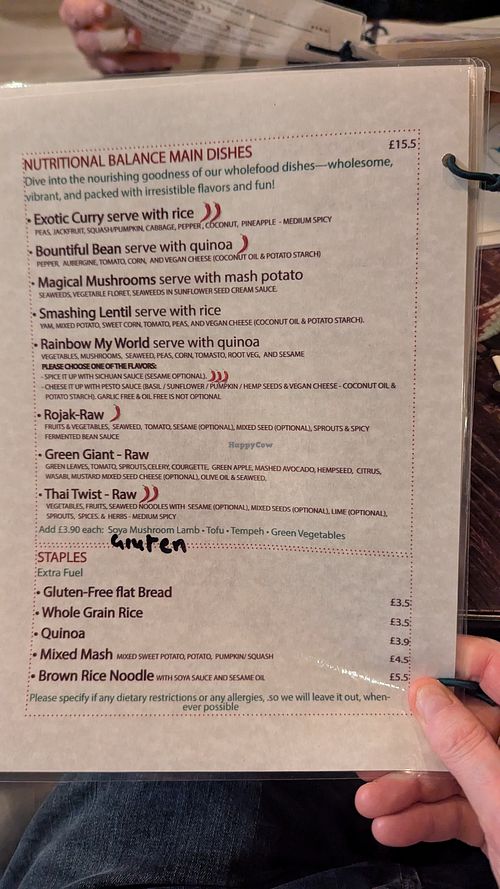 NUTRITIONAL BALANCE MAIN DISHES £15.5
Dive into the nourishing goodness of our wholefood dishes—wholesome,
vibrant, and packed with irresistible flavors and fun!
• Exotic Curry serve with rice
PEAS, JACKFRUIT, SQUASH/PUMPKIN, CABBAGE, PEPPER, COCONUT, PINEAPPLE - MEDIUM SPICY
• Bountiful Bean serve with quinoa
PEPPER, AUBERGINE, TOMATO, CORN, AND VEGAN CHEESE (COCONUT OIL & POTATO STARCH)
• Magical Mushrooms serve with mash potato
SEAWEEDS, VEGETABLE FLORET, SEAWEEDS IN SUNFLOWER SEED CREAM SAUCE.
• Smashing Lentil serve with rice
YAM, MIXED POTATO, SWEET CORN, TOMATO, PEAS, AND VEGAN CHEESE (COCONUT OIL & POTATO STARCH).
• Rainbow My World serve with quinoa
VEGETABLES, MUSHROOMS, SEAWEED, PEAS, CORN, TOMASTO, ROOT VEG, AND SESAME
PLEASE CHOOSE ONE OF THE FLAVORS:
- SPICE IT UP WITH SICHUAN SAUCE (SESAME OPTIONAL).
- CHEESE IT UP WITH PESTO SAUCE (BASIL / SUNFLOWER / PUMPKIN / HEMP SEEDS & VEGAN CHEESE - COCONUT OIL &
POTATO STARCH). GARLIC FREE & OIL FREE IS NOT OPTIONAL
• Rojak-Raw
FRUITS & VEGETABLES, SEAWEED, TOMATO, SESAME (OPTIONAL), MIXED SEED (OPTIONAL), SPROUTS & SPICY
FERMENTED BEAN SAUCE
HappyCow
• Green Giant - Raw
GREEN LEAVES, TOMATO, SPROUTS,CELERY, COURGETTE, GREEN APPLE, MASHED AVOCADO, HEMPSEED, CITRUS,
WASABI, MUSTARD MIXED SEED CHEESE (OPTIONAL), OLIVE OIL & SEAWEED.
• Thai Twist - Raw
VEGETABLES, FRUITS, SEAWEED NOODLES WITH SESAME (OPTIONAL), MIXED SEEDS (OPTIONAL), LIME (OPTIONAL),
SPROUTS, SPICES. & HERBS - MEDIUM SPICY
Add £3.90 each: Soya Mushroom Lamb • Tofu • Tempeh • Green Vegetables
Gluten
STAPLES
Extra Fuel
• Gluten-Free flat Bread £3.5
• Whole Grain Rice £3.5
• Quinoa £3.9
• Mixed Mash MIXED SWEET POTATO, POTATO, PUMPKIN/ SQUASH £4.5
• Brown Rice Noodle WITH SOYA SAUCE AND SESAME OIL £5.5
Please specify if any dietary restrictions or any allergies, .so we will leave it out, when-
ever possible